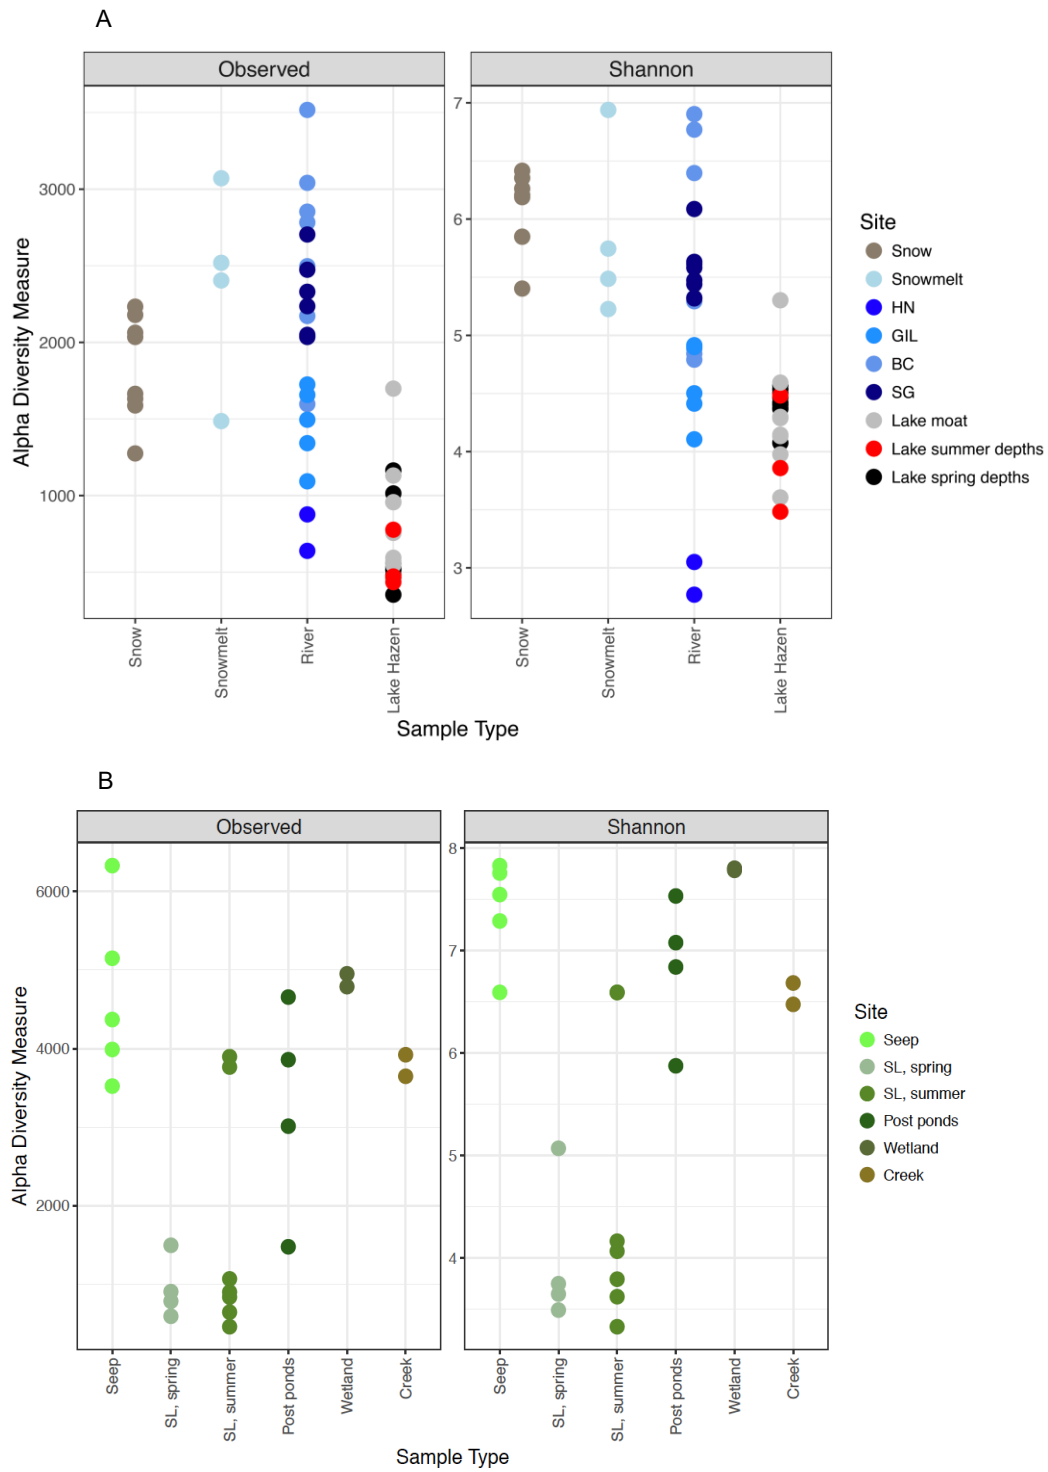 A
Observed
Shannon
Alpha Diversity Measure
3000
2000
1000
7
6
5
4
3
Snow
Snowmelt
River
Lake Hazen
Snow
Snowmelt
River
Lake Hazen
Sample Type
Site
Snow
Snowmelt
HN
GIL
BC
SG
Lake moat
Lake summer depths
Lake spring depths
B
Observed
Shannon
Alpha Diversity Measure
6000
4000
2000
8
7
6
5
4
Seep
SL, spring
SL, summer
Post ponds
Wetland
Creek
Seep
SL, spring
SL, summer
Post ponds
Wetland
Creek
Sample Type
Site
Seep
SL, spring
SL, summer
Post ponds
Wetland
Creek